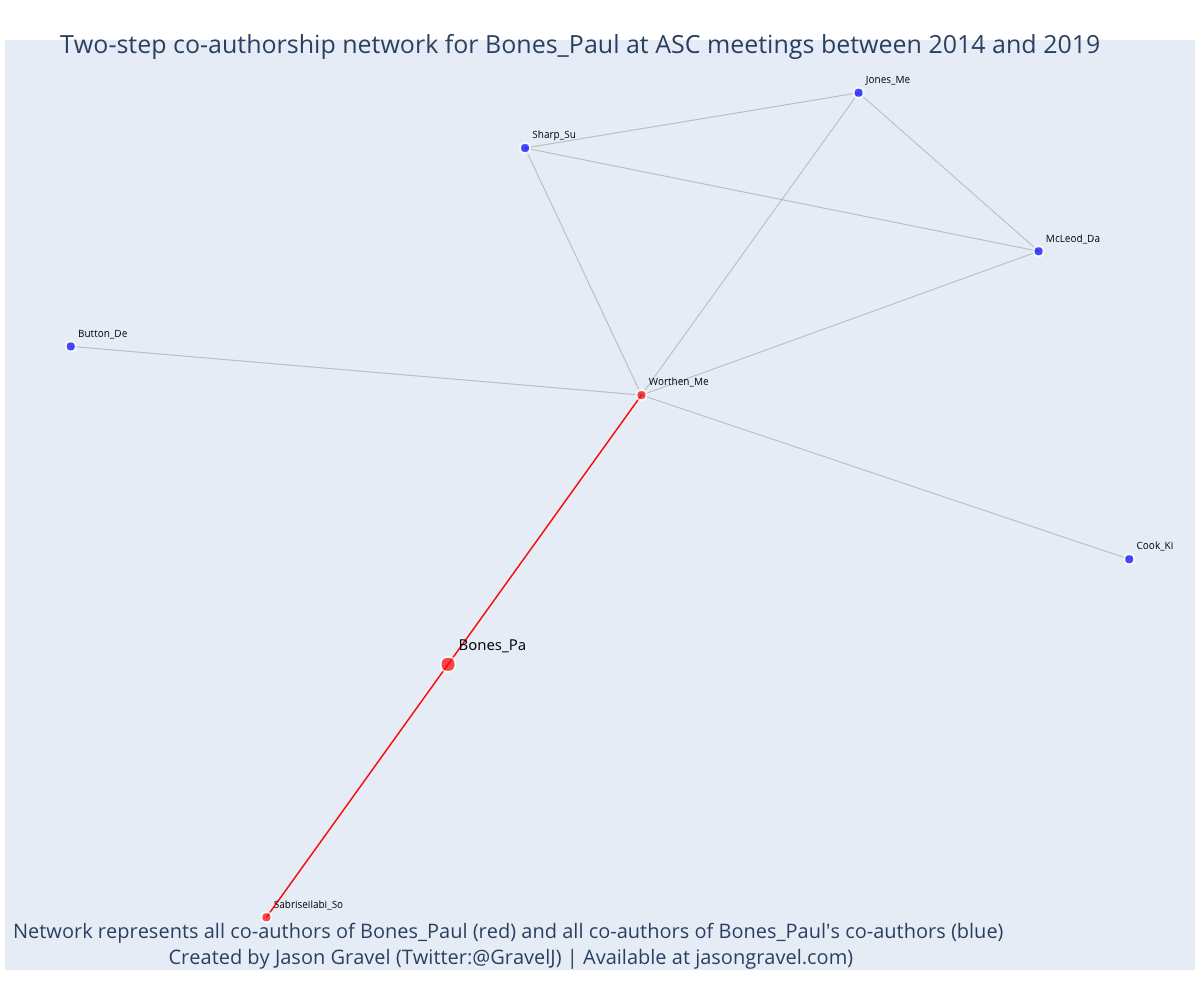 Two-step co-authorship network for Bones_Paul at ASC meetings between 2014 and 2019
Jones_Me
Sharp_Su
McLeod_Da
Button_De
Worthen_Me
Cook_Ki
Bones_Pa
Sabriseilabi_So
Network represents all co-authors of Bones_Paul (red) and all co-authors of Bones_Paul's co-authors (blue)
Created by Jason Gravel (Twitter:@GravelJ) | Available at jasongravel.com)